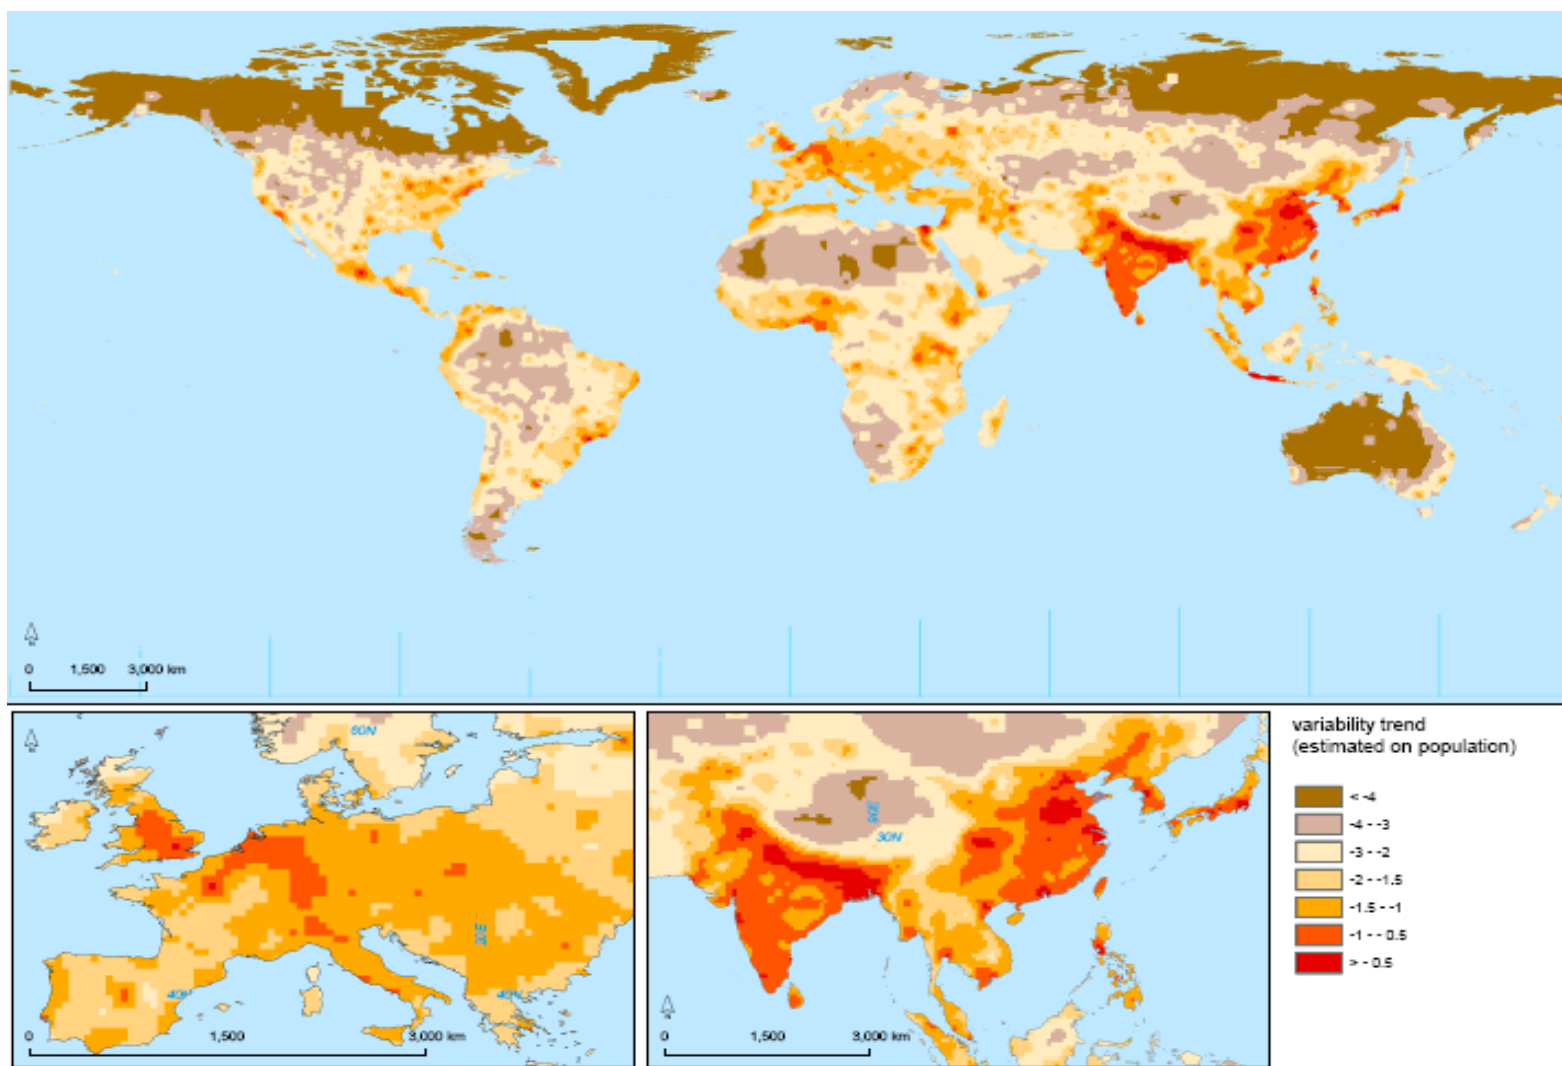 0 1,500 3,000 km
60N
30E
40N
40N
0 1,500 3,000 km
90E
30N
0 1,500 3,000 km
variability trend
(estimated on population)
< -4
-4 - -3
-3 - -2
-2 - -1.5
-1.5 - -1
-1 - -0.5
> - 0.5